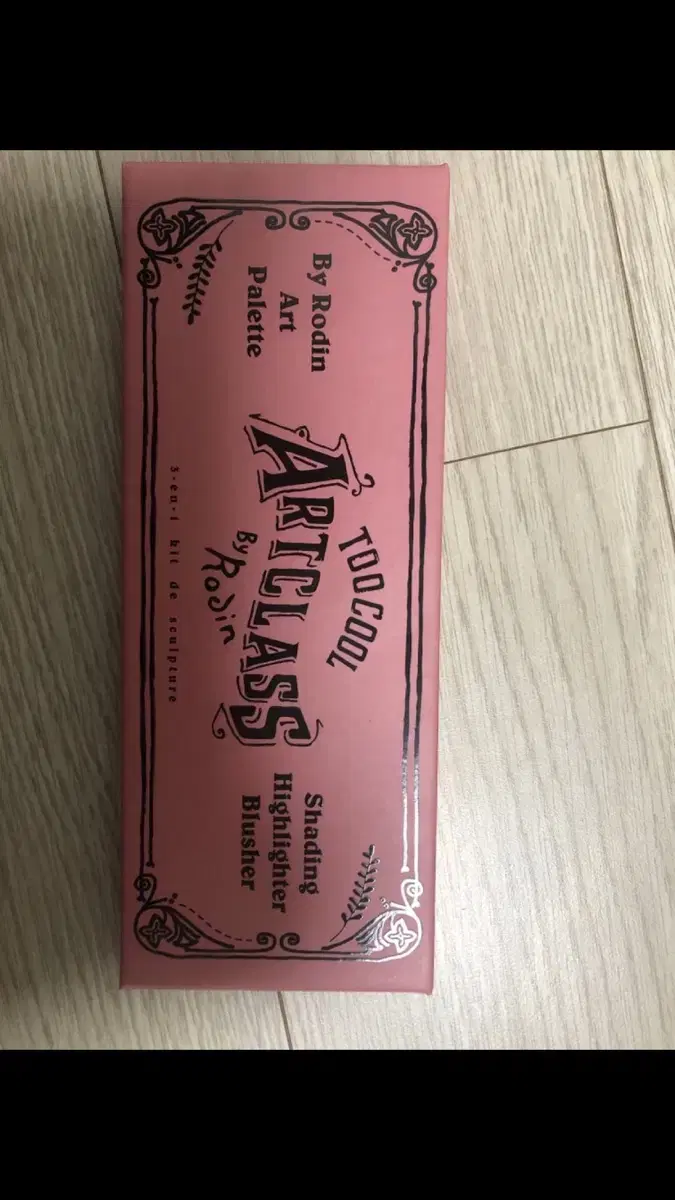 By Rodin
Art
Palette
TOO COOL
ARTCLASS
By Rodin
3-en-1 kit de sculpture
Shading
Highlighter
Blusher